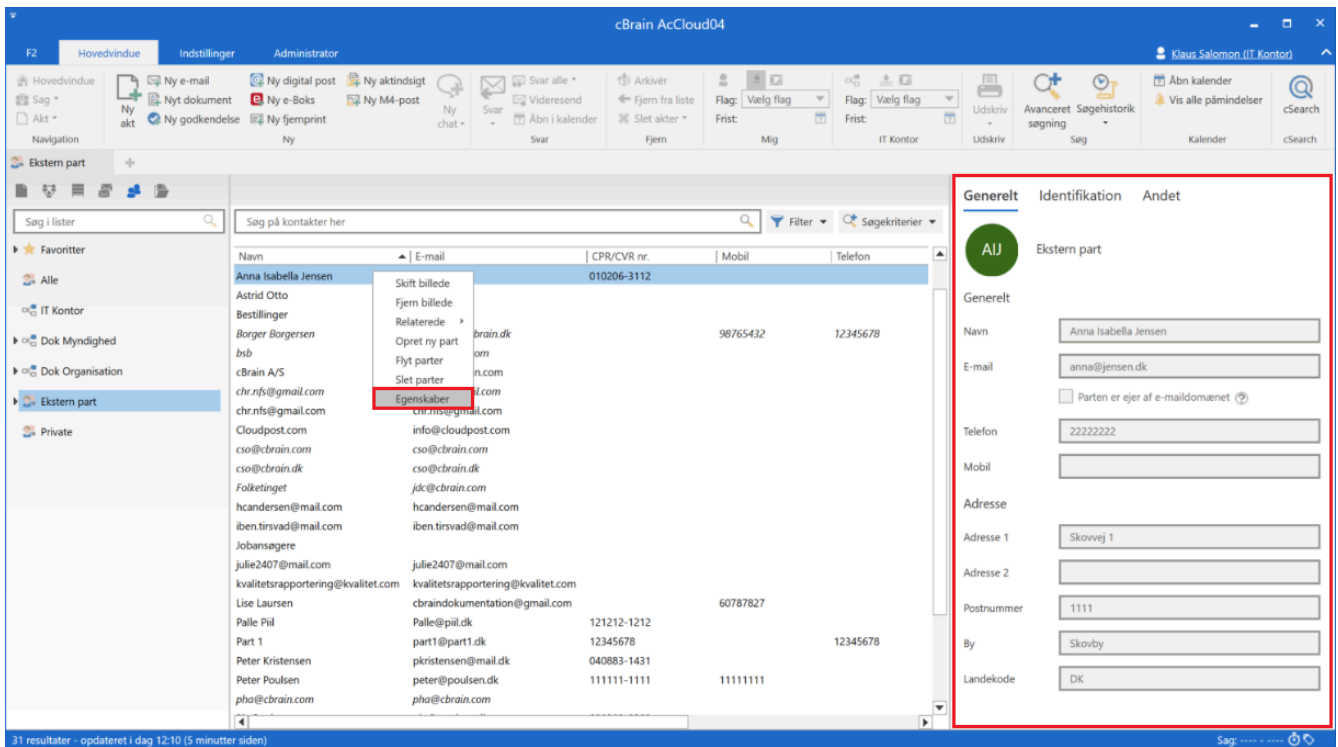 cBrain AcCloud04
F2 Hovedvindue Indstillinger Administrator Klaus Salomon (IT Kontor)
Hovedvindue Ny e-mail Ny digital post Ny aktindsigt Svar alle Arkivér Åbn kalender
Sag Nyt dokument Ny e-Boks Ny M4-post Videresend Fjern fra liste Flag: Vælg flag Flag: Vælg flag Vis alle påmindelser
Akt Ny akt Ny godkendelse Ny fjernprint Ny chat Svar Åbn i kalender Slet akter Frist: Frist: Udskriv Avanceret søgning Søgehistorik cSearch
Navigation Ny Svar Fjern Mig IT Kontor Udskriv Søg Kalender cSearch
Ekstern part
Søg i lister
Favoritter
Alle
IT Kontor
Dok Myndighed
Dok Organisation
Ekstern part
Private
Søg på kontakter her Filter Søgekriterier
Navn E-mail CPR/CVR nr. Mobil Telefon
Anna Isabella Jensen 010206-3112
Astrid Otto
Bestillinger
Borger Borgersen brain.dk 98765432 12345678
bsb om
cBrain A/S n.com
chr.nfs@gmail.com il.com
chr.nfs@gmail.com chr.nfs@gmail.com
Cloudpost.com info@cloudpost.com
cso@cbrain.com cso@cbrain.com
cso@cbrain.dk cso@cbrain.dk
Folketinget jdc@cbrain.com
hcandersen@mail.com hcandersen@mail.com
iben.tirsvad@mail.com iben.tirsvad@mail.com
Jobansøgere
julie2407@mail.com julie2407@mail.com
kvalitetsrapportering@kvalitet.com kvalitetsrapportering@kvalitet.com
Lise Laursen cbraindokumentation@gmail.com 60787827
Palle Piil Palle@piil.dk 121212-1212
Part 1 part1@part1.dk 12345678 12345678
Peter Kristensen pkristensen@mail.dk 040883-1431
Peter Poulsen peter@poulsen.dk 111111-1111 11111111
pha@cbrain.com pha@cbrain.com
Skift billede
Fjern billede
Relaterede
Opret ny part
Flyt parter
Slet parter
Egenskaber
Generelt Identifikation Andet
AIJ Ekstern part
Generelt
Navn Anna Isabella Jensen
E-mail anna@jensen.dk
Parten er ejer af e-maildomænet
Telefon 22222222
Mobil
Adresse
Adresse 1 Skovvej 1
Adresse 2
Postnummer 1111
By Skovby
Landekode DK
31 resultater - opdateret i dag 12:10 (5 minutter siden) Sag: ---- - ----